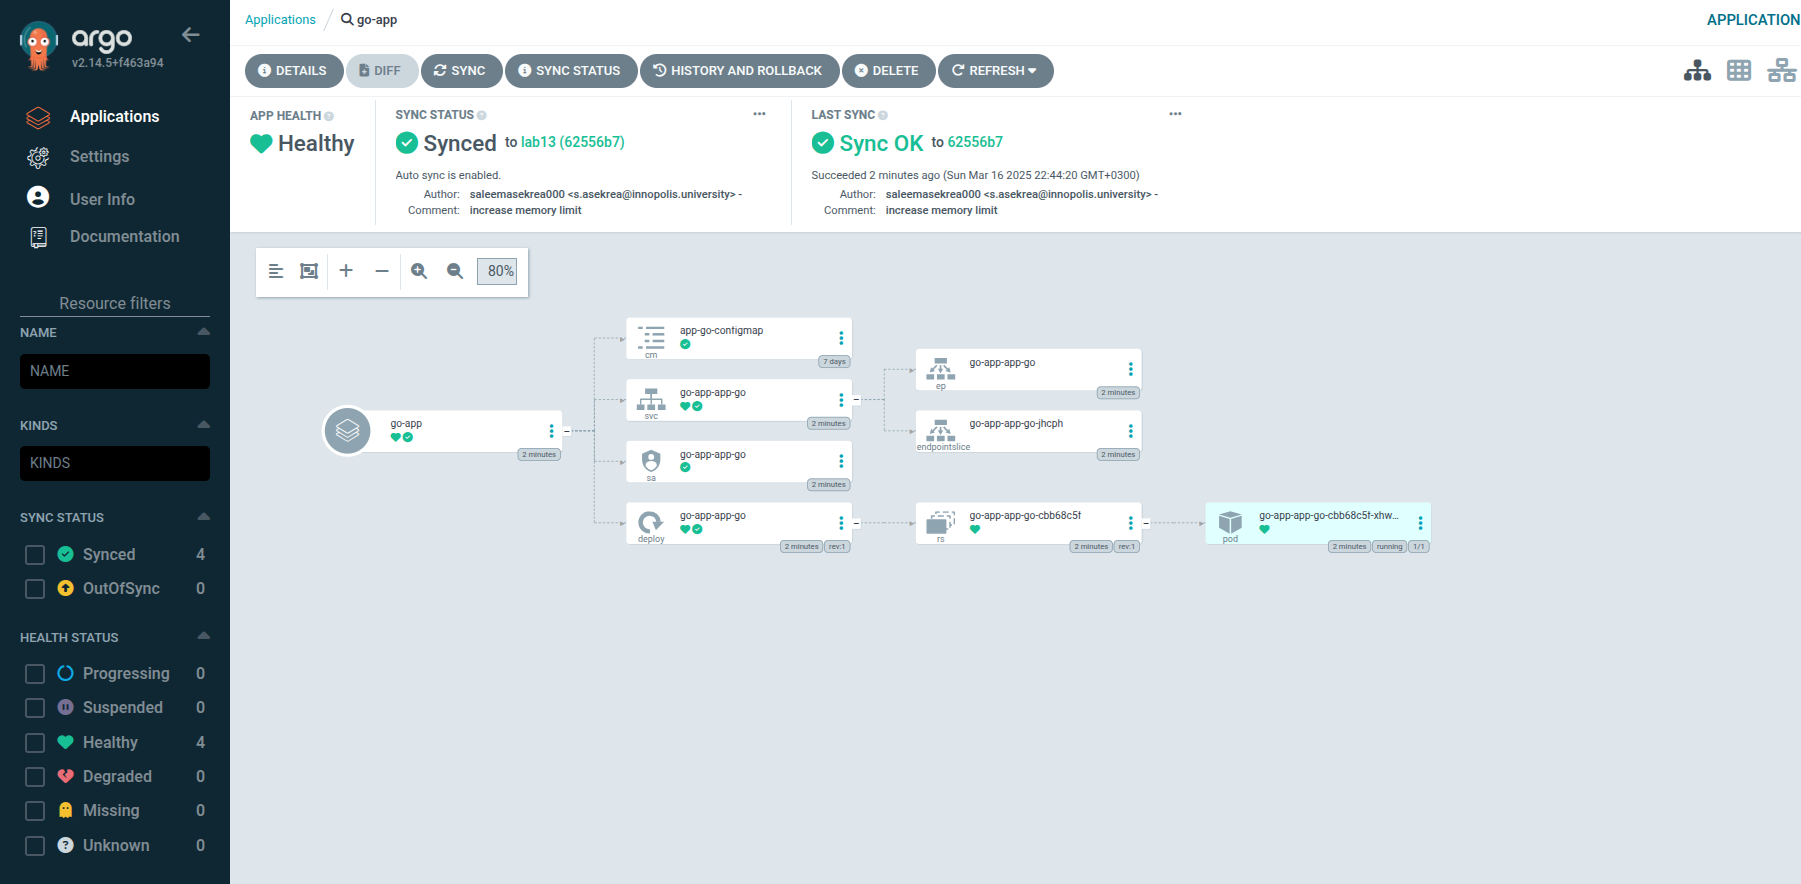 argo
v2.14.5+f463a94
Applications
Settings
User Info
Documentation
Resource filters
NAME
NAME
KINDS
KINDS
SYNC STATUS
Synced 4
OutOfSync 0
HEALTH STATUS
Progressing 0
Suspended 0
Healthy 4
Degraded 0
Missing 0
Unknown 0
Applications / go-app
APPLICATION
DETAILS DIFF SYNC SYNC STATUS HISTORY AND ROLLBACK DELETE REFRESH
APP HEALTH
Healthy
SYNC STATUS
Synced to lab13 (62556b7)
Auto sync is enabled.
Author: saleemasekrea000 <s.asekrea@innopolis.university> -
Comment: increase memory limit
LAST SYNC
Sync OK to 62556b7
Succeeded 2 minutes ago (Sun Mar 16 2025 22:44:20 GMT+0300)
Author: saleemasekrea000 <s.asekrea@innopolis.university> -
Comment: increase memory limit
80%
go-app
2 minutes
app-go-configmap
cm
7 days
go-app-app-go
svc
2 minutes
go-app-app-go
sa
2 minutes
go-app-app-go
deploy
2 minutes rev:1
go-app-app-go
ep
2 minutes
go-app-app-go-jhcph
endpointslice
2 minutes
go-app-app-go-cbb68c5f
rs
2 minutes rev:1
go-app-app-go-cbb68c5f-xhw...
pod
2 minutes running 1/1